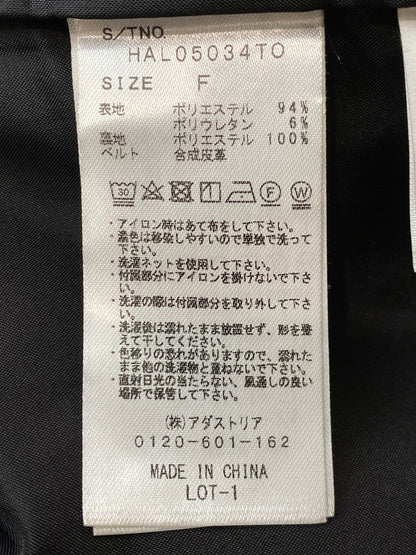 S/TNO.
HAL05034TO
SIZE F
表地 ポリエステル 94%
ポリウレタン 6%
裏地 ポリエステル 100%
ベルト 合成皮革
30 F W
・アイロン時はあて布をして下さい。
・濃色は移染しやすいので単独で洗って
下さい。
・洗濯ネットを使用して下さい。
・付属部分にアイロンを掛けないで下さ
い。
・洗濯の際は付属部分を取り外して下さ
い。
・洗濯後は濡れたまま放置せず、形を整
えて干してください。
・色移りの恐れがありますので、濡れた
まま他の洗濯物と重ねないで下さい。
・直射日光の当たらない、風通しの良い
場所で保管して下さい。
(株)アダストリア
0120-601-162
MADE IN CHINA
LOT-1